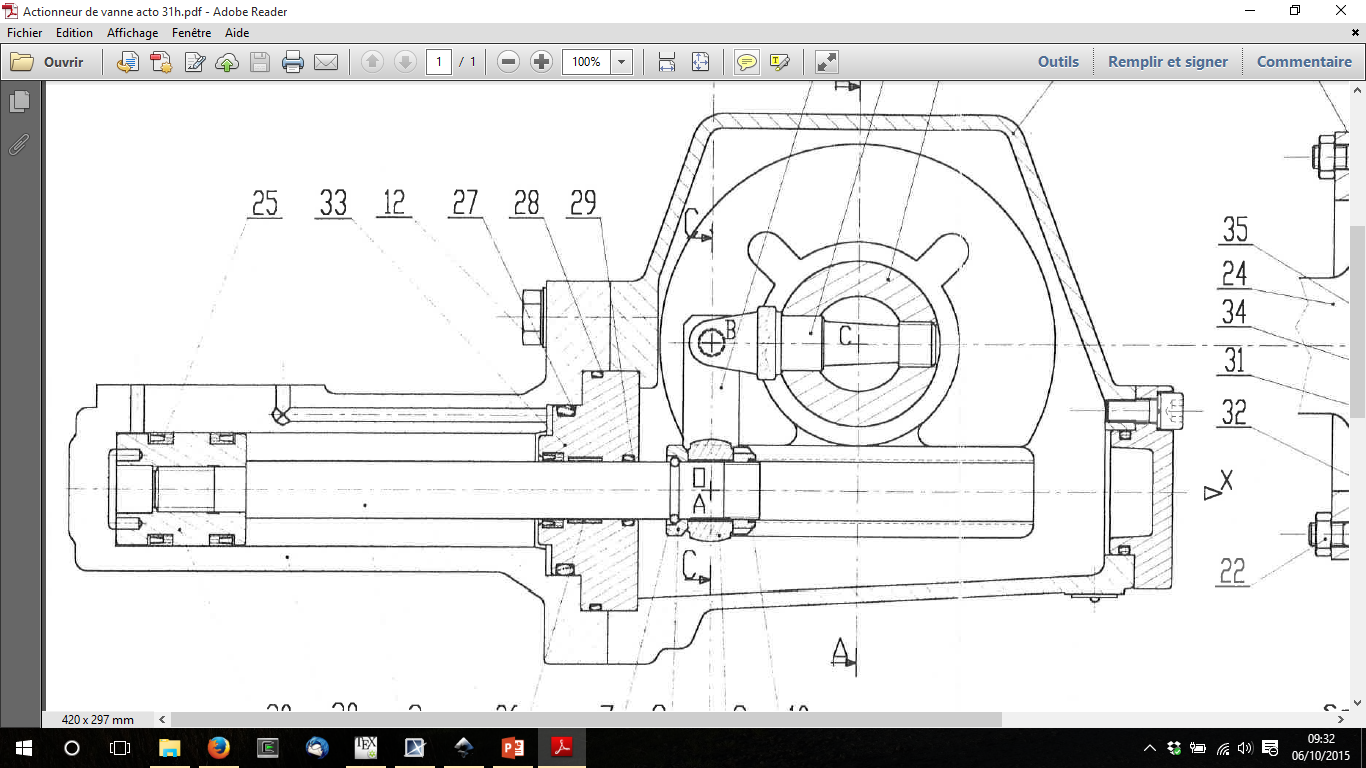 Actionneur de vanne acto 31h.pdf - Adobe Reader
Fichier Edition Affichage Fenêtre Aide
Ouvrir 1 / 1 100% Outils Remplir et signer Commentaire
25 33 12 27 28 29
C
B
C
A
C
A
X
35
24
34
31
32
22
420 x 297 mm
09:32
06/10/2015